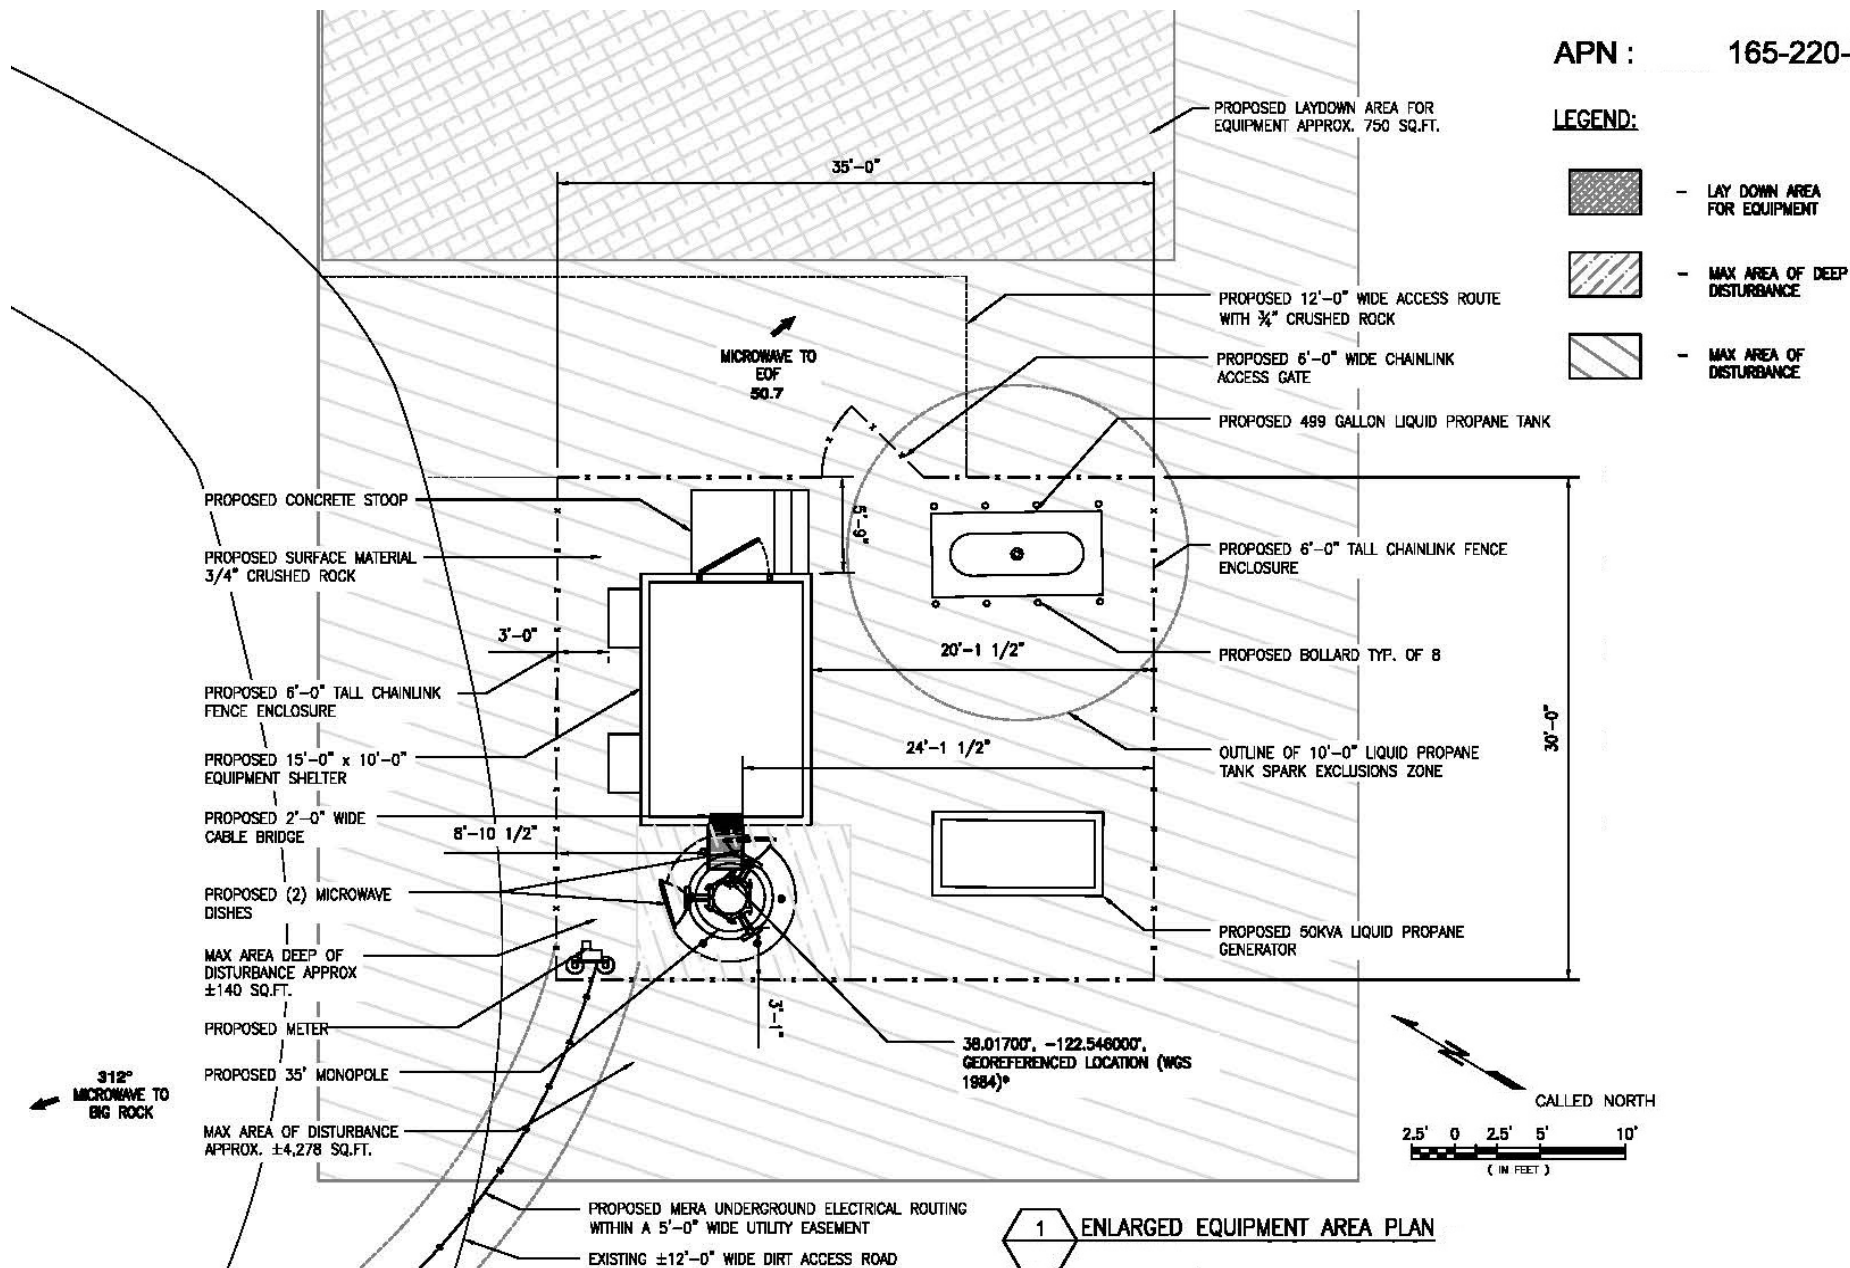 APN : 165-220-
LEGEND:
LAY DOWN AREA
FOR EQUIPMENT
MAX AREA OF DEEP
DISTURBANCE
MAX AREA OF
DISTURBANCE
PROPOSED LAYDOWN AREA FOR
EQUIPMENT APPROX. 750 SQ.FT.
35'-0"
PROPOSED 12'-0" WIDE ACCESS ROUTE
WITH ¾" CRUSHED ROCK
MICROWAVE TO
EOF
50.7
PROPOSED 6'-0" WIDE CHAINLINK
ACCESS GATE
PROPOSED 499 GALLON LIQUID PROPANE TANK
PROPOSED CONCRETE STOOP
5'-9"
PROPOSED SURFACE MATERIAL
3/4" CRUSHED ROCK
PROPOSED 6'-0" TALL CHAINLINK FENCE
ENCLOSURE
3'-0"
20'-1 1/2"
PROPOSED BOLLARD TYP. OF 8
PROPOSED 6'-0" TALL CHAINLINK
FENCE ENCLOSURE
30'-0"
24'-1 1/2"
PROPOSED 15'-0" x 10'-0"
EQUIPMENT SHELTER
OUTLINE OF 10'-0" LIQUID PROPANE
TANK SPARK EXCLUSIONS ZONE
PROPOSED 2'-0" WIDE
CABLE BRIDGE
8'-10 1/2"
PROPOSED (2) MICROWAVE
DISHES
PROPOSED 50KVA LIQUID PROPANE
GENERATOR
MAX AREA DEEP OF
DISTURBANCE APPROX
±140 SQ.FT.
3'-1"
PROPOSED METER
38.01700°, -122.546000°,
GEOREFERENCED LOCATION (WGS
1984)*
PROPOSED 35' MONOPOLE
312°
MICROWAVE TO
BIG ROCK
N
CALLED NORTH
MAX AREA OF DISTURBANCE
APPROX. ±4,278 SQ.FT.
2.5' 0 2.5' 5' 10'
( IN FEET )
PROPOSED MERA UNDERGROUND ELECTRICAL ROUTING
WITHIN A 5'-0" WIDE UTILITY EASEMENT
EXISTING ±12'-0" WIDE DIRT ACCESS ROAD
1 ENLARGED EQUIPMENT AREA PLAN